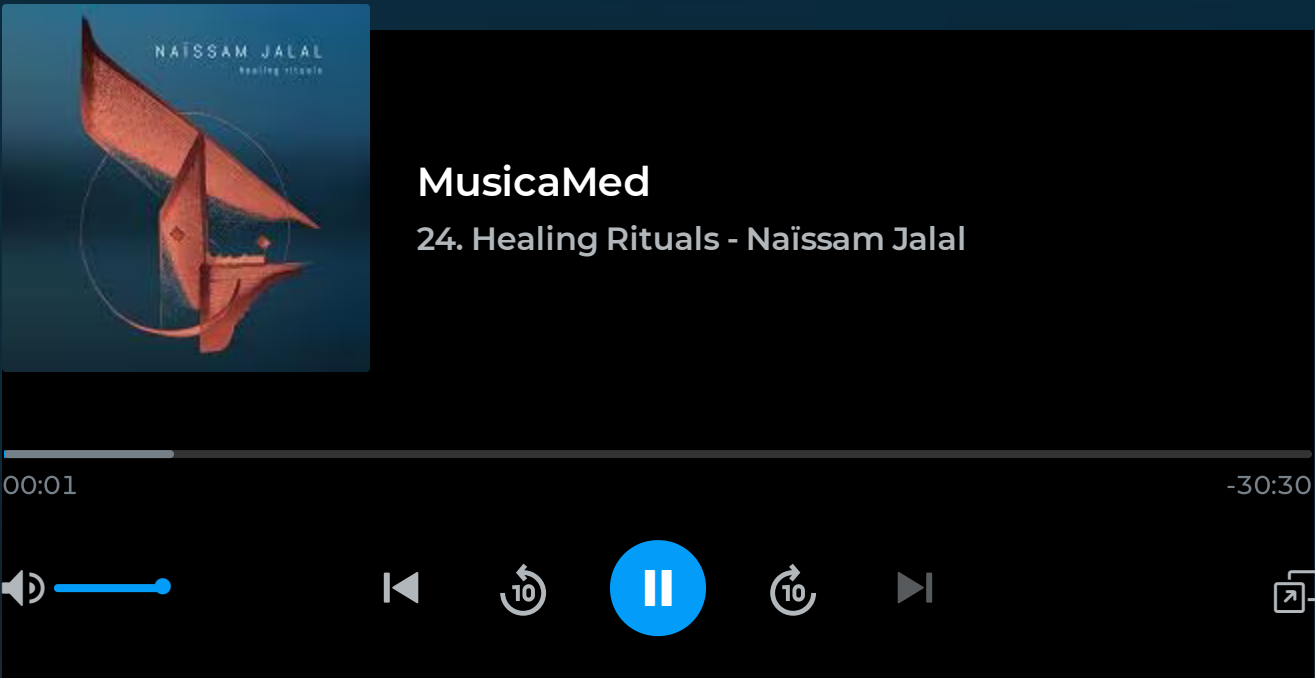 NAÏSSAM JALAL
healing rituals
MusicaMed
24. Healing Rituals - Naïssam Jalal
00:01
-30:30
10
10